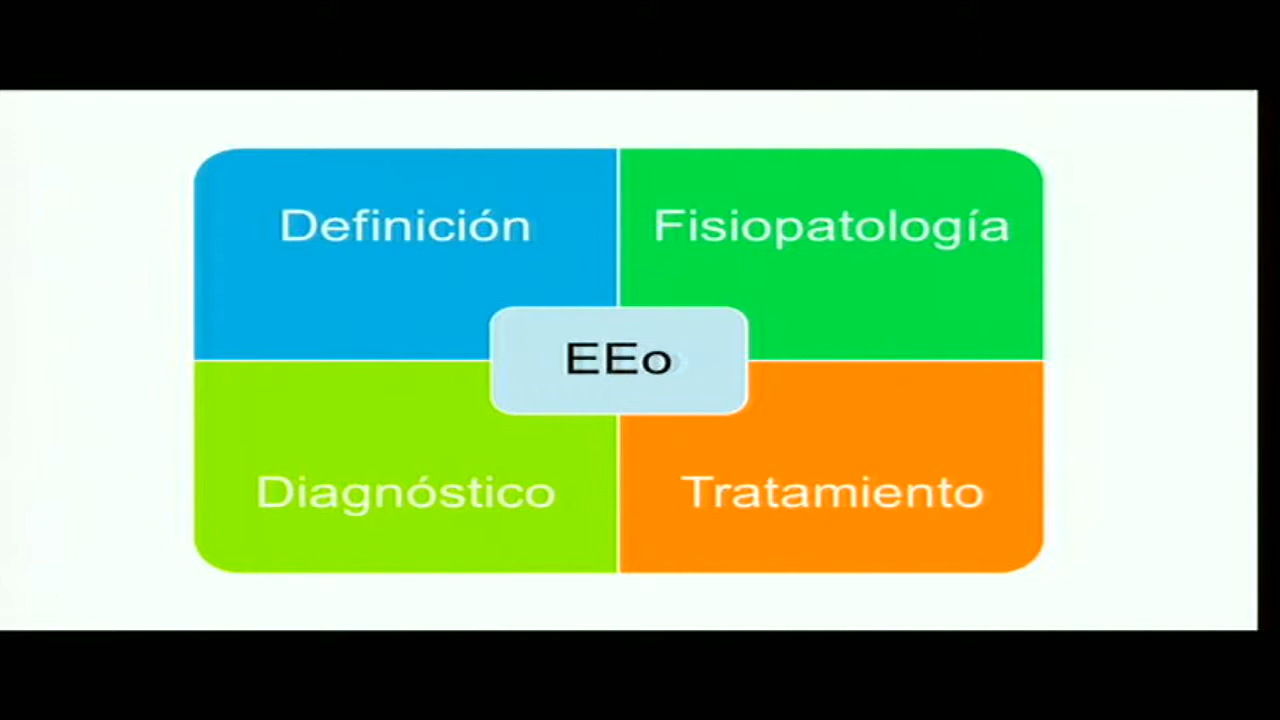 Definición
Fisiopatología
EEo
Diagnóstico
Tratamiento